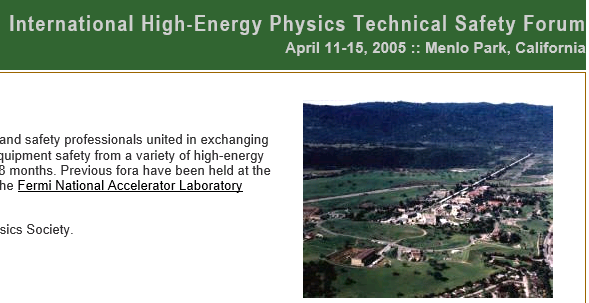 International High-Energy Physics Technical Safety Forum
April 11-15, 2005 :: Menlo Park, California
and safety professionals united in exchanging
quipment safety from a variety of high-energy
8 months. Previous fora have been held at the
he Fermi National Accelerator Laboratory
sics Society.